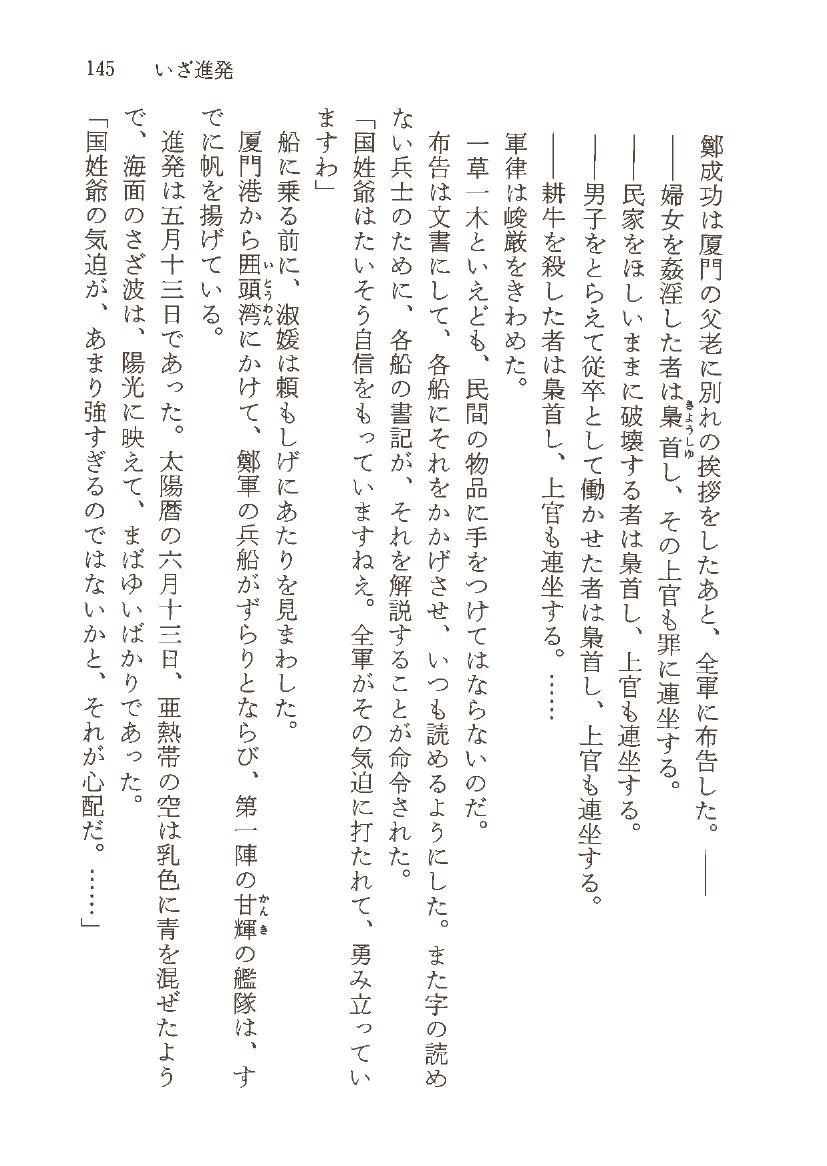 145 いざ進発
鄭成功は厦門の父老に別れの挨拶をしたあと、全軍に布告した。――
――婦女を姦淫した者は梟首し、その上官も罪に連坐する。
――民家をほしいままに破壊する者は梟首し、上官も連坐する。
――男子をとらえて従卒として働かせた者は梟首し、上官も連坐する。
――耕牛を殺した者は梟首し、上官も連坐する。……
軍律は峻厳をきわめた。
一草一木といえども、民間の物品に手をつけてはならないのだ。
布告は文書にして、各船にそれをかかげさせ、いつも読めるようにした。また字の読め
ない兵士のために、各船の書記が、それを解説することが命令された。
「国姓爺はたいそう自信をもっていますねえ。全軍がその気迫に打たれて、勇み立ってい
ますわ」
船に乗る前に、淑媛は頼もしげにあたりを見まわした。
厦門港から囲頭湾にかけて、鄭軍の兵船がずらりとならび、第一陣の甘輝の艦隊は、す
でに帆を揚げている。
進発は五月十三日であった。太陽暦の六月十三日、亜熱帯の空は乳色に青を混ぜたよう
で、海面のさざ波は、陽光に映えて、まばゆいばかりであった。
「国姓爺の気迫が、あまり強すぎるのではないかと、それが心配だ。……」